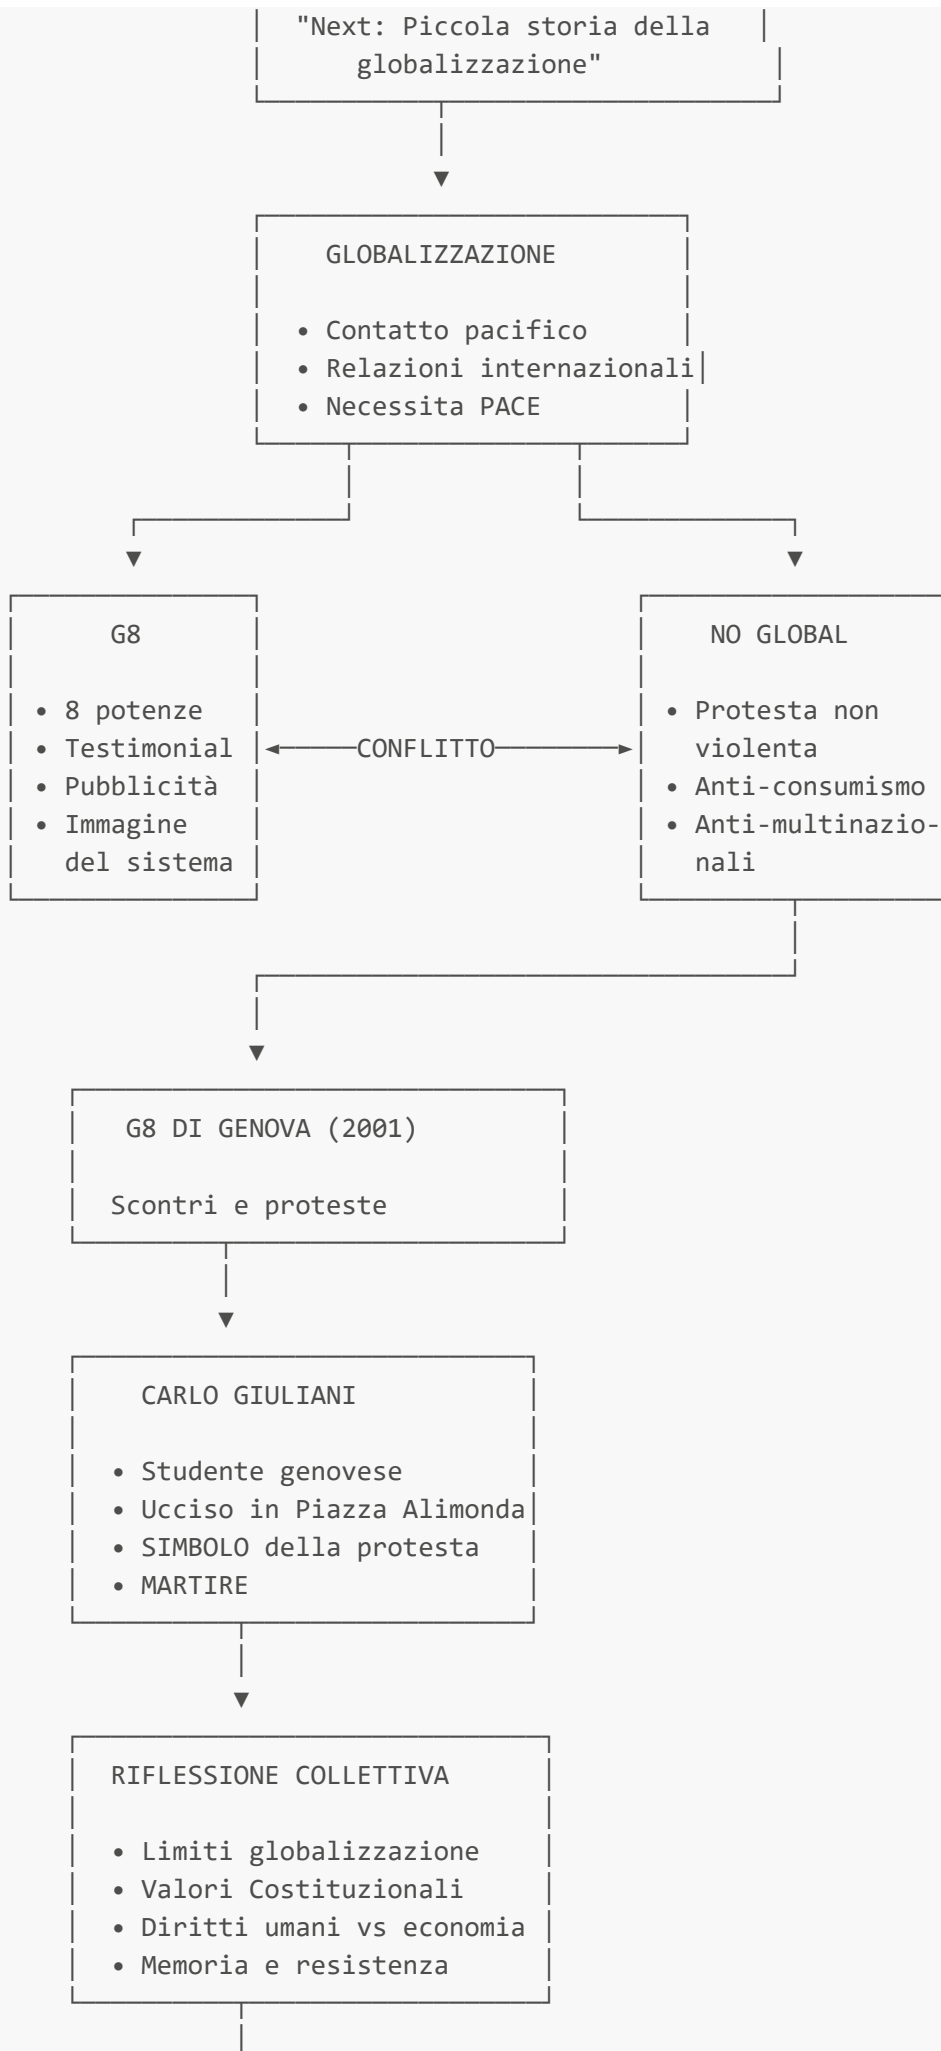 "Next: Piccola storia della
globalizzazione"
GLOBALIZZAZIONE
• Contatto pacifico
• Relazioni internazionali
• Necessita PACE
G8
• 8 potenze
• Testimonial
• Pubblicità
• Immagine
del sistema
CONFLITTO
NO GLOBAL
• Protesta non
violenta
• Anti-consumismo
• Anti-multinazio-
nali
G8 DI GENOVA (2001)
Scontri e proteste
CARLO GIULIANI
• Studente genovese
• Ucciso in Piazza Alimonda
• SIMBOLO della protesta
• MARTIRE
RIFLESSIONE COLLETTIVA
• Limiti globalizzazione
• Valori Costituzionali
• Diritti umani vs economia
• Memoria e resistenza